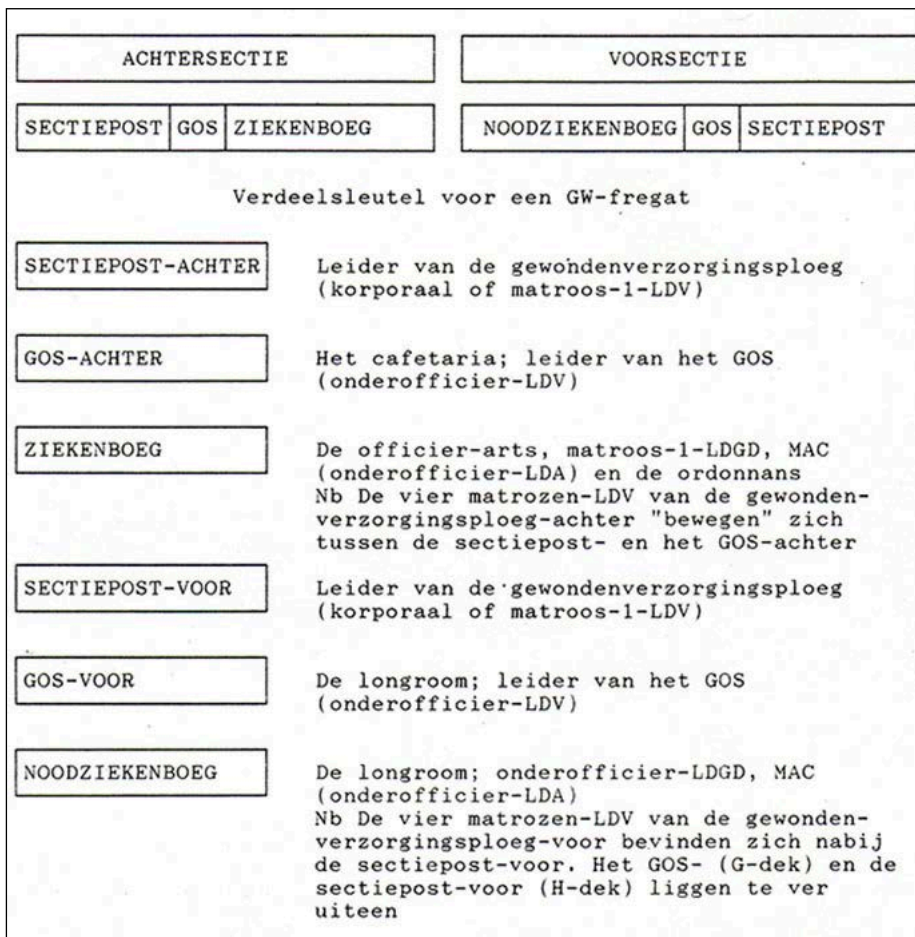 ACHTERSECTIE
VOORSECTIE
SECTIEPOST GOS ZIEKENBOEG
NOODZIEKENBOEG GOS SECTIEPOST
Verdeelsleutel voor een GW-fregat
SECTIEPOST-ACHTER
Leider van de gewondenverzorgingsploeg
(korporaal of matroos-1-LDV)
GOS-ACHTER
Het cafetaria; leider van het GOS
(onderofficier-LDV)
ZIEKENBOEG
De officier-arts, matroos-1-LDGD, MAC
(onderofficier-LDA) en de ordonnans
Nb De vier matrozen-LDV van de gewonden-
verzorgingsploeg-achter "bewegen" zich
tussen de sectiepost- en het GOS-achter
SECTIEPOST-VOOR
Leider van de gewondenverzorgingsploeg
(korporaal of matroos-1-LDV)
GOS-VOOR
De longroom; leider van het GOS
(onderofficier-LDV)
NOODZIEKENBOEG
De longroom; onderofficier-LDGD, MAC
(onderofficier-LDA)
Nb De vier matrozen-LDV van de gewonden-
verzorgingsploeg-voor bevinden zich nabij
de sectiepost-voor. Het GOS- (G-dek) en de
sectiepost-voor (H-dek) liggen te ver
uiteen